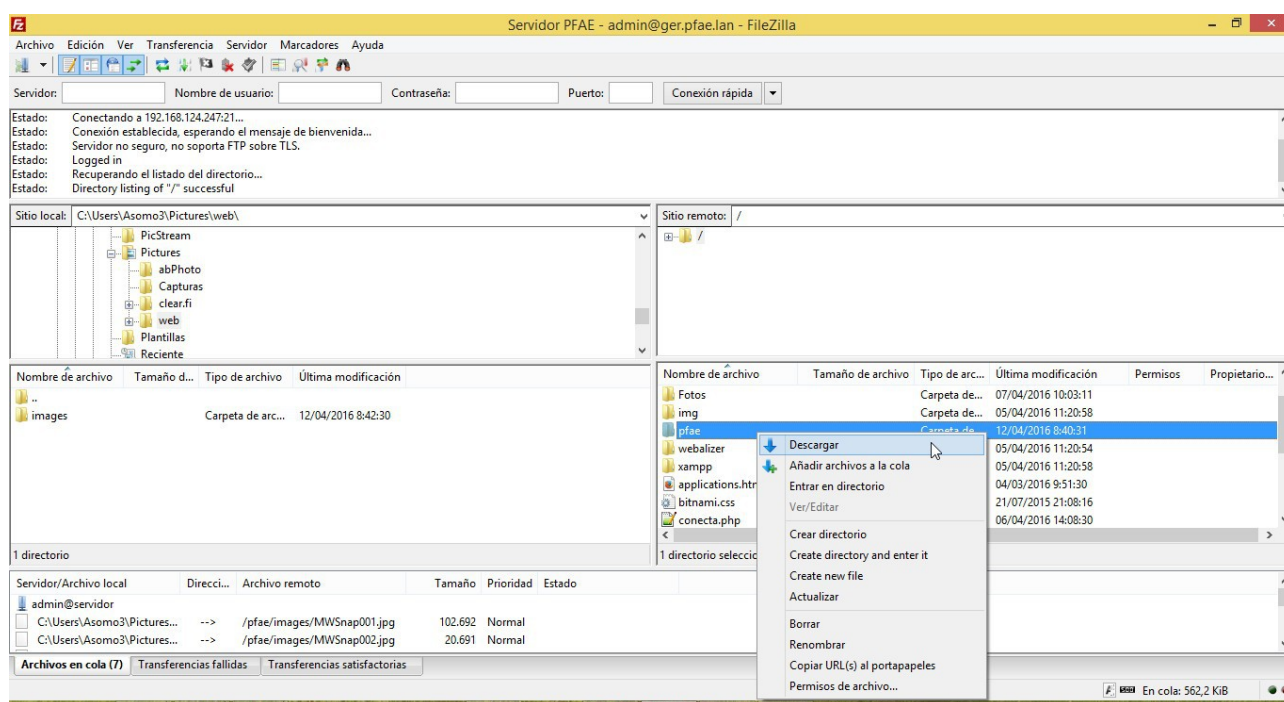 Servidor PFAE - admin@ger.pfae.lan - FileZilla
Archivo Edición Ver Transferencia Servidor Marcadores Ayuda
Servidor: Nombre de usuario: Contraseña: Puerto: Conexión rápida
Estado: Conectando a 192.168.124.247:21...
Estado: Conexión establecida, esperando el mensaje de bienvenida...
Estado: Servidor no seguro, no soporta FTP sobre TLS.
Estado: Logged in
Estado: Recuperando el listado del directorio...
Estado: Directory listing of "/" successful
Sitio local: C:\Users\Asomo3\Pictures\web\
PicStream
Pictures
abPhoto
Capturas
clear.fi
web
Plantillas
Reciente
Sitio remoto: /
/
Nombre de archivo Tamaño d... Tipo de archivo Última modificación
..
images Carpeta de arc... 12/04/2016 8:42:30
1 directorio
Nombre de archivo Tamaño de archivo Tipo de arc... Última modificación Permisos Propietario...
Fotos Carpeta de... 07/04/2016 10:03:11
img Carpeta de... 05/04/2016 11:20:58
pfae Carpeta de... 12/04/2016 8:40:31
webalizer 05/04/2016 11:20:54
xampp 05/04/2016 11:20:58
applications.htm 04/03/2016 9:51:30
bitnami.css 21/07/2015 21:08:16
conecta.php 06/04/2016 14:08:30
1 directorio seleccio
Descargar
Añadir archivos a la cola
Entrar en directorio
Ver/Editar
Crear directorio
Create directory and enter it
Create new file
Actualizar
Borrar
Renombrar
Copiar URL(s) al portapapeles
Permisos de archivo...
Servidor/Archivo local Direcci... Archivo remoto Tamaño Prioridad Estado
admin@servidor
C:\Users\Asomo3\Pictures... --> /pfae/images/MWSnap001.jpg 102.692 Normal
C:\Users\Asomo3\Pictures... --> /pfae/images/MWSnap002.jpg 20.691 Normal
Archivos en cola (7) Transferencias fallidas Transferencias satisfactorias
En cola: 562,2 KiB